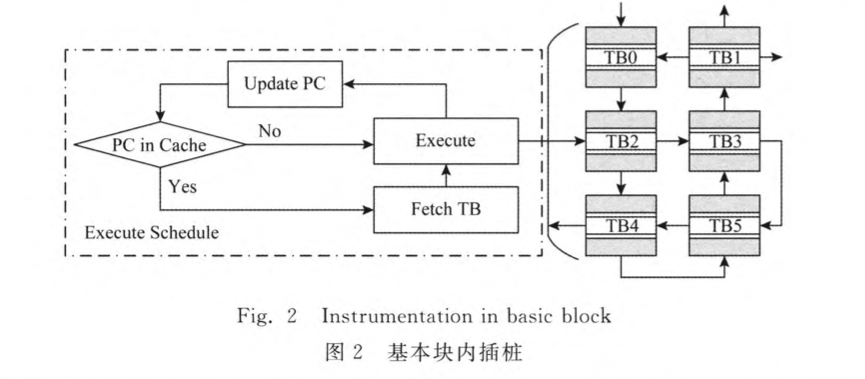 TB0
TB1
Update PC
No
PC in Cache
Execute
TB2
TB3
Yes
Fetch TB
Execute Schedule
TB4
TB5
Fig. 2 Instrumentation in basic block
图 2 基本块内插桩